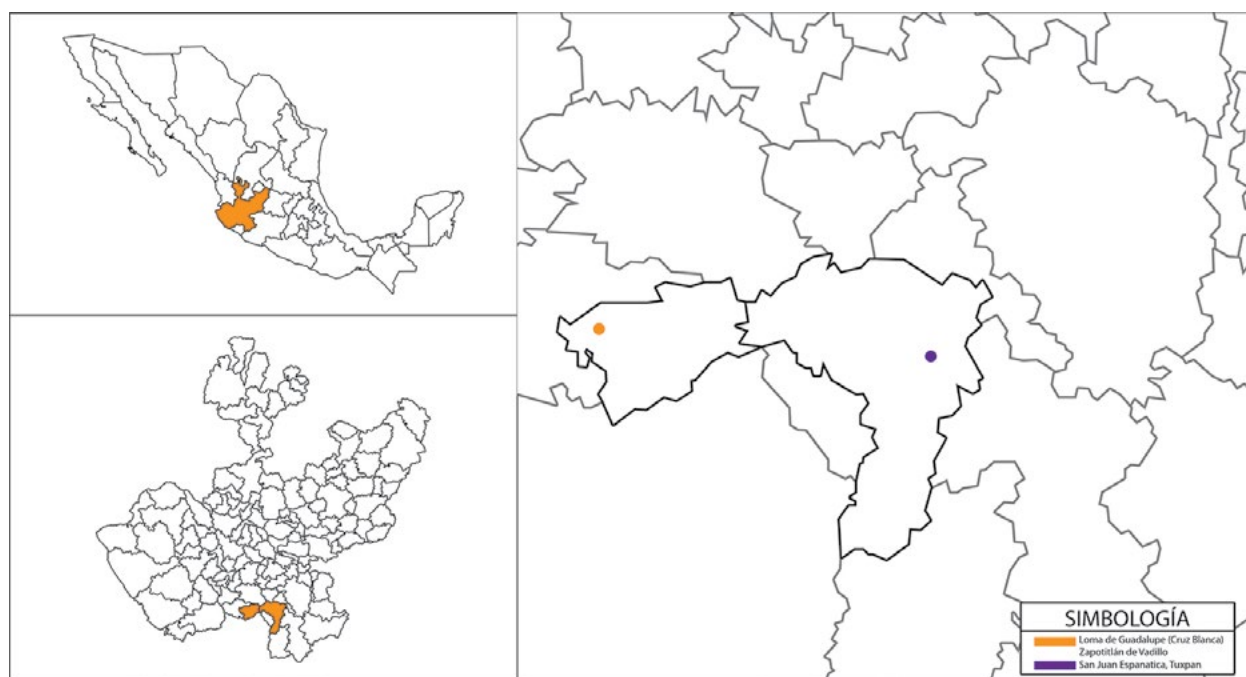 SIMBOLOGÍA
Loma de Guadalupe (Cruz Blanca)
Zapotitlán de Vadillo
San Juan Espanatica, Tuxpan